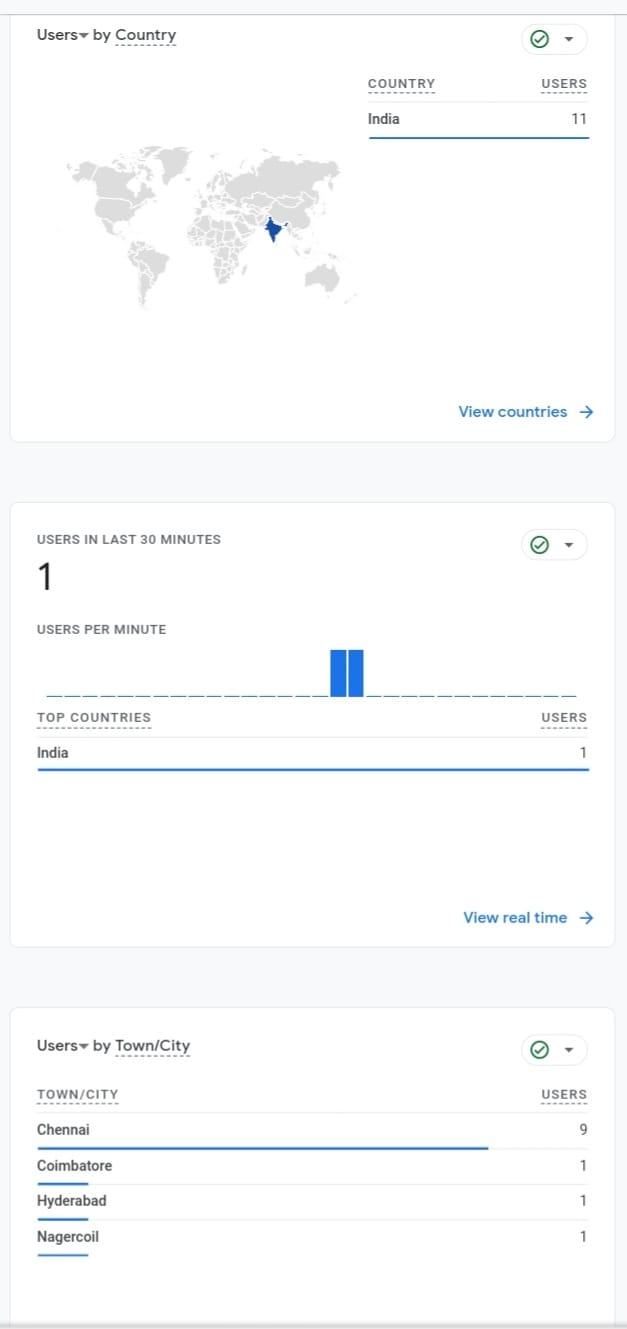 Users by Country
COUNTRY USERS
India 11
View countries
USERS IN LAST 30 MINUTES
1
USERS PER MINUTE
TOP COUNTRIES USERS
India 1
View real time
Users by Town/City
TOWN/CITY USERS
Chennai 9
Coimbatore 1
Hyderabad 1
Nagercoil 1